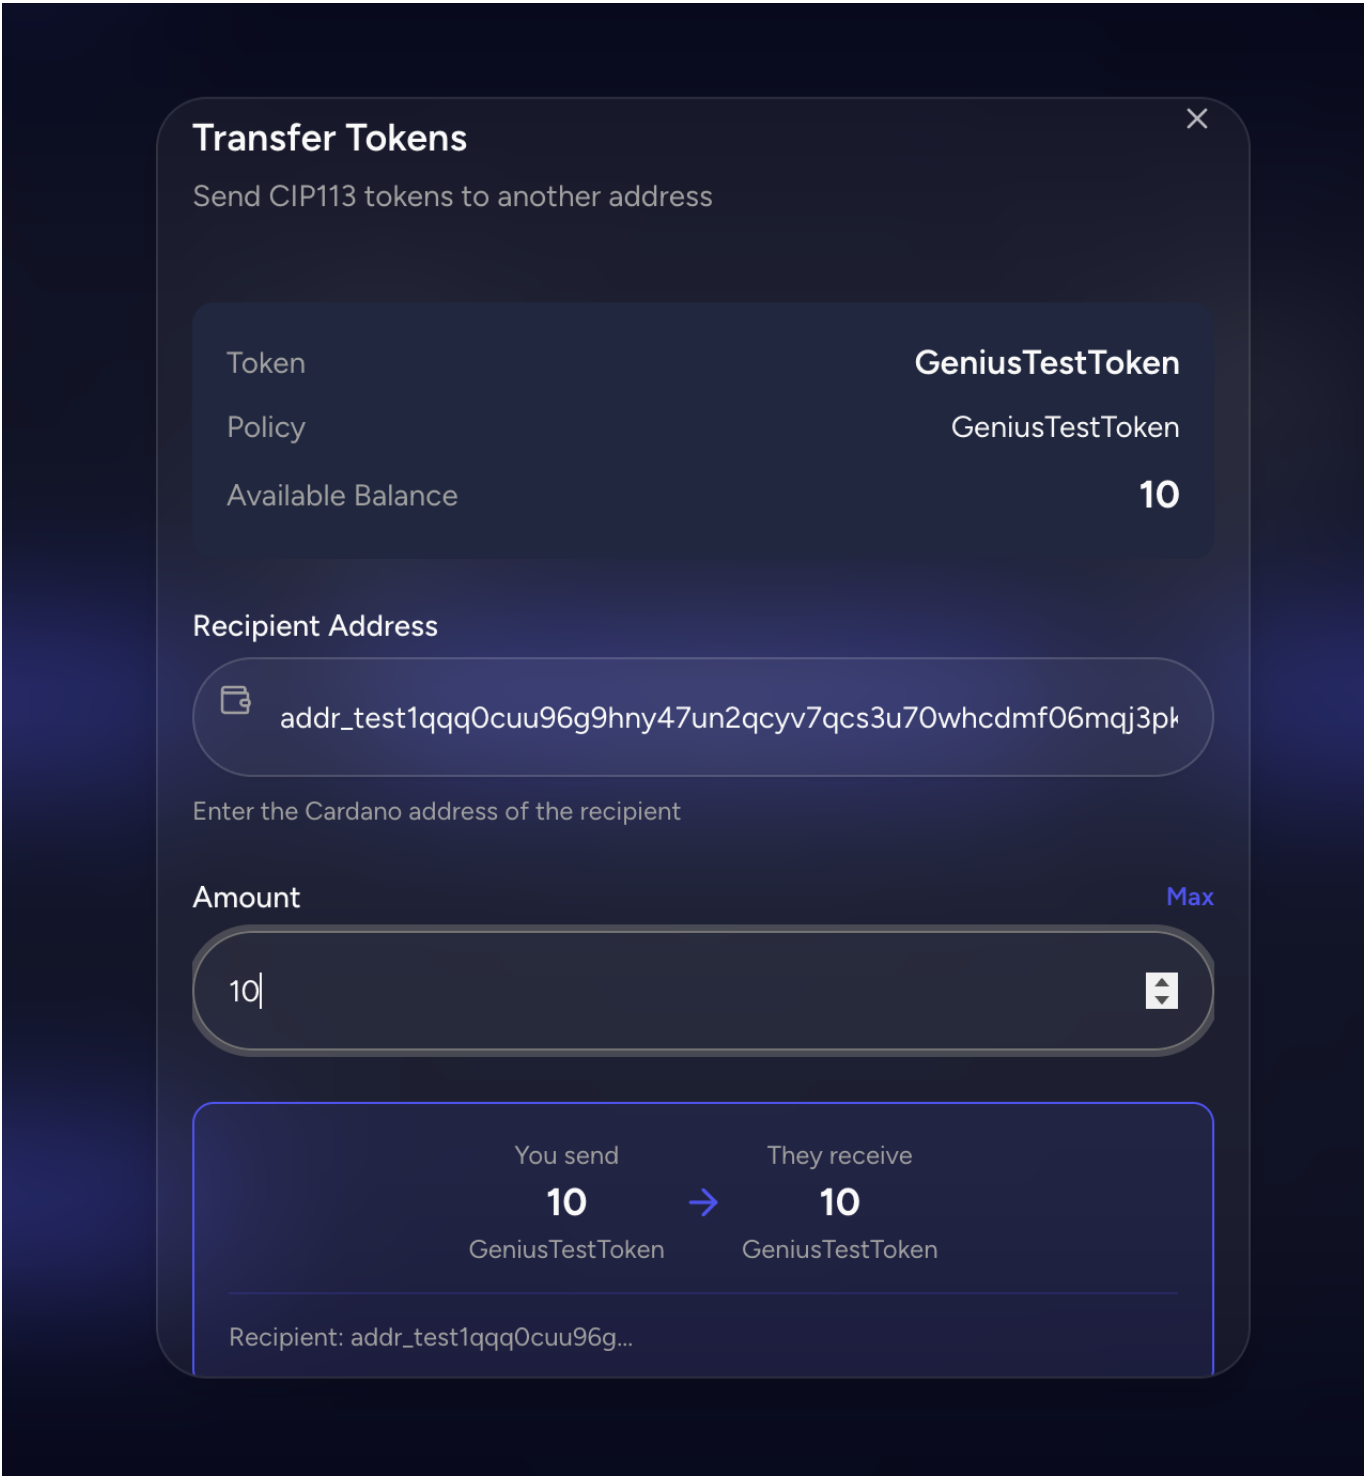 Transfer Tokens
Send CIP113 tokens to another address
Token GeniusTestToken
Policy GeniusTestToken
Available Balance 10
Recipient Address
addr_test1qqq0cuu96g9hny47un2qcyv7qcs3u70whcdmf06mqj3pk
Enter the Cardano address of the recipient
Amount Max
10
You send They receive
10 → 10
GeniusTestToken GeniusTestToken
Recipient: addr_test1qqq0cuu96g...